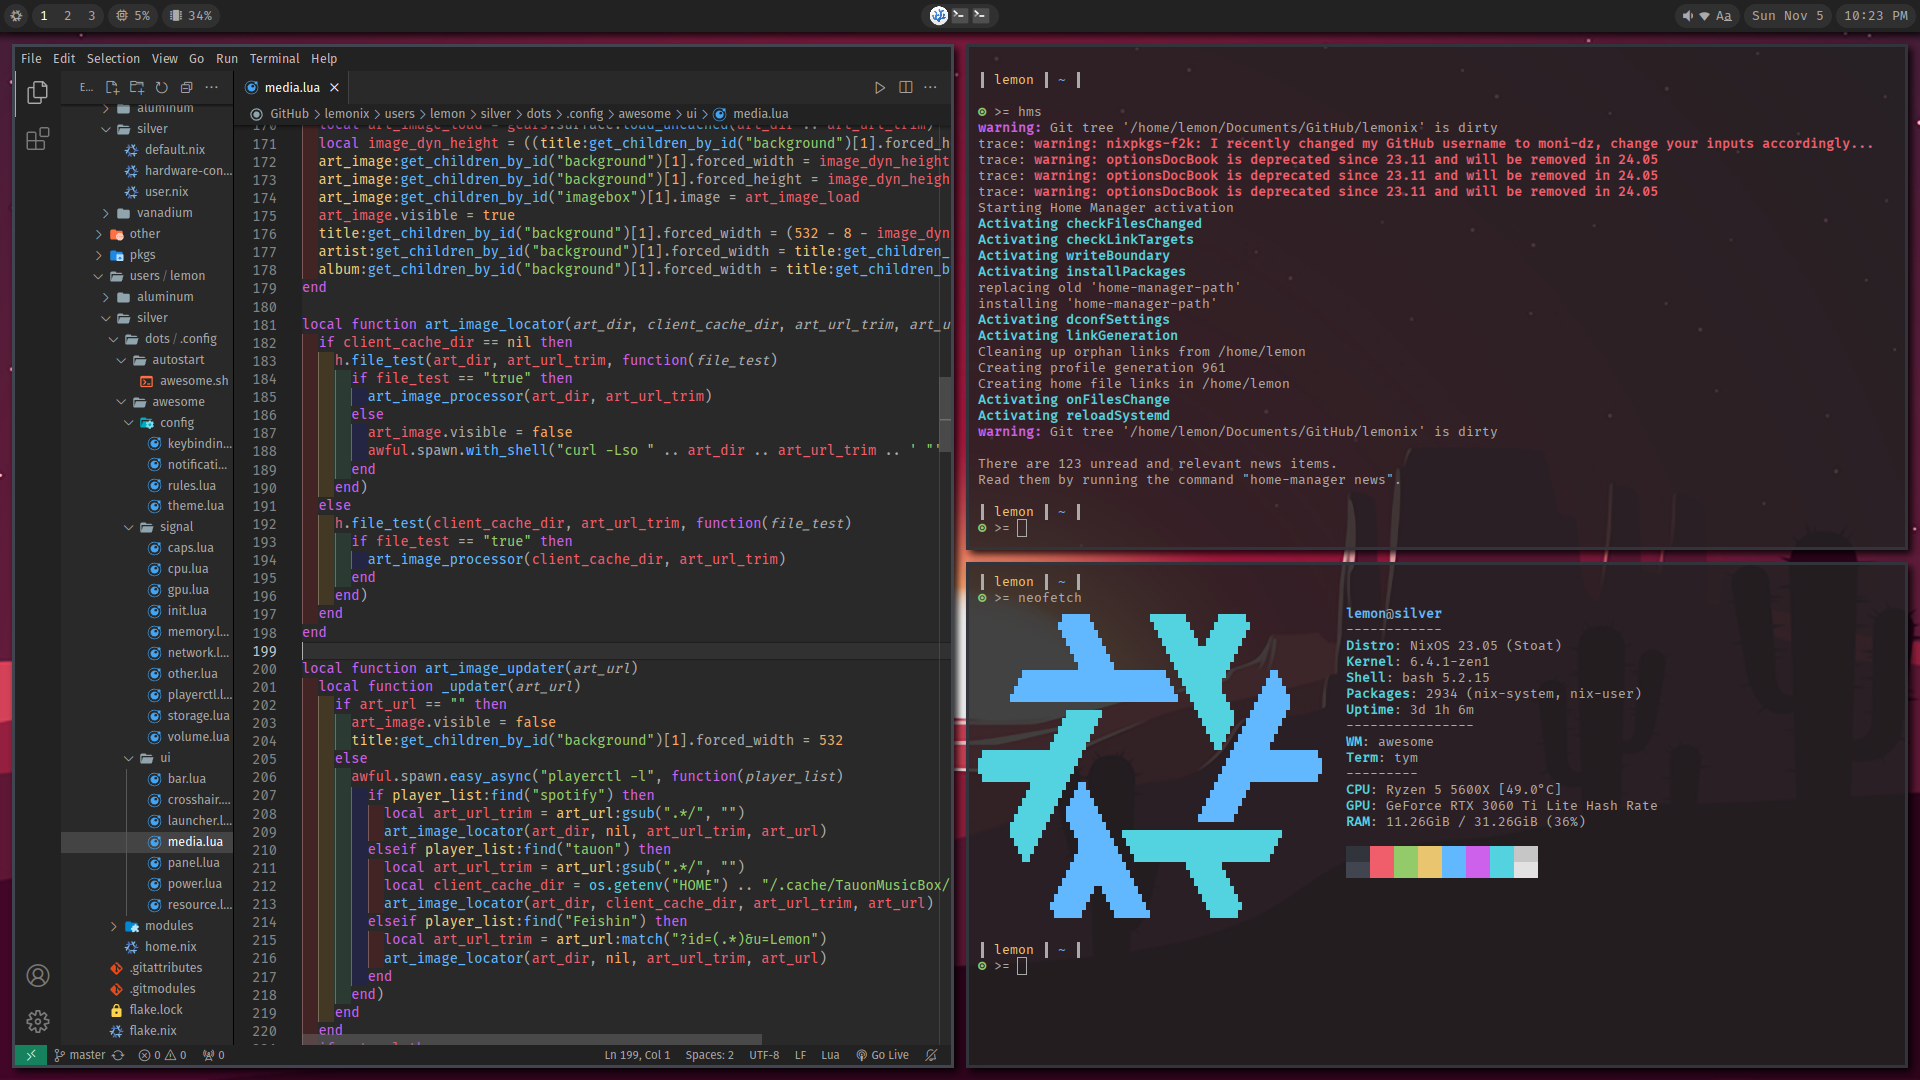 1 2 3 5% 34%
Aa Sun Nov 5 10:23 PM
File Edit Selection View Go Run Terminal Help
E...
aluminum
silver
default.nix
hardware-con...
user.nix
vanadium
other
pkgs
users / lemon
aluminum
silver
dots / .config
autostart
awesome.sh
awesome
config
keybindin...
notificati...
rules.lua
theme.lua
signal
caps.lua
cpu.lua
gpu.lua
init.lua
memory.l...
network.l...
other.lua
playerctl.l...
storage.lua
volume.lua
ui
bar.lua
crosshair....
launcher.l...
media.lua
panel.lua
power.lua
resource.l...
modules
home.nix
.gitattributes
.gitmodules
flake.lock
flake.nix
media.lua
GitHub > lemonix > users > lemon > silver > dots > .config > awesome > ui > media.lua
171 local image_dyn_height = ((title:get_children_by_id("background")[1].forced_h
172 art_image:get_children_by_id("background")[1].forced_width = image_dyn_height
173 art_image:get_children_by_id("background")[1].forced_height = image_dyn_heigh
174 art_image:get_children_by_id("imagebox")[1].image = art_image_load
175 art_image.visible = true
176 title:get_children_by_id("background")[1].forced_width = (532 - 8 - image_dyn
177 artist:get_children_by_id("background")[1].forced_width = title:get_children_
178 album:get_children_by_id("background")[1].forced_width = title:get_children_b
179 end
180
181 local function art_image_locator(art_dir, client_cache_dir, art_url_trim, art_u
182 if client_cache_dir == nil then
183 h.file_test(art_dir, art_url_trim, function(file_test)
184 if file_test == "true" then
185 art_image_processor(art_dir, art_url_trim)
186 else
187 art_image.visible = false
188 awful.spawn.with_shell("curl -Lso " .. art_dir .. art_url_trim .. ' "'
189 end
190 end)
191 else
192 h.file_test(client_cache_dir, art_url_trim, function(file_test)
193 if file_test == "true" then
194 art_image_processor(client_cache_dir, art_url_trim)
195 end
196 end)
197 end
198 end
199
200 local function art_image_updater(art_url)
201 local function _updater(art_url)
202 if art_url == "" then
203 art_image.visible = false
204 title:get_children_by_id("background")[1].forced_width = 532
205 else
206 awful.spawn.easy_async("playerctl -l", function(player_list)
207 if player_list:find("spotify") then
208 local art_url_trim = art_url:gsub(".*/", "")
209 art_image_locator(art_dir, nil, art_url_trim, art_url)
210 elseif player_list:find("tauon") then
211 local art_url_trim = art_url:gsub(".*/", "")
212 local client_cache_dir = os.getenv("HOME") .. "/.cache/TauonMusicBox/
213 art_image_locator(art_dir, client_cache_dir, art_url_trim, art_url)
214 elseif player_list:find("Feishin") then
215 local art_url_trim = art_url:match("?id=(.*)&u=Lemon")
216 art_image_locator(art_dir, nil, art_url_trim, art_url)
217 end
218 end)
219 end
220 end
master 0 0 0 Ln 199, Col 1 Spaces: 2 UTF-8 LF Lua Go Live
| lemon | ~ |
>= hms
warning: Git tree '/home/lemon/Documents/GitHub/lemonix' is dirty
trace: warning: nixpkgs-f2k: I recently changed my GitHub username to moni-dz, change your inputs accordingly...
trace: warning: optionsDocBook is deprecated since 23.11 and will be removed in 24.05
trace: warning: optionsDocBook is deprecated since 23.11 and will be removed in 24.05
trace: warning: optionsDocBook is deprecated since 23.11 and will be removed in 24.05
Starting Home Manager activation
Activating checkFilesChanged
Activating checkLinkTargets
Activating writeBoundary
Activating installPackages
replacing old 'home-manager-path'
installing 'home-manager-path'
Activating dconfSettings
Activating linkGeneration
Cleaning up orphan links from /home/lemon
Creating profile generation 961
Creating home file links in /home/lemon
Activating onFilesChange
Activating reloadSystemd
warning: Git tree '/home/lemon/Documents/GitHub/lemonix' is dirty
There are 123 unread and relevant news items.
Read them by running the command "home-manager news".
| lemon | ~ |
>=
| lemon | ~ |
>= neofetch
lemon@silver
------------
Distro: NixOS 23.05 (Stoat)
Kernel: 6.4.1-zen1
Shell: bash 5.2.15
Packages: 2934 (nix-system, nix-user)
Uptime: 3d 1h 6m
----------------
WM: awesome
Term: tym
---------
CPU: Ryzen 5 5600X [49.0°C]
GPU: GeForce RTX 3060 Ti Lite Hash Rate
RAM: 11.26GiB / 31.26GiB (36%)
| lemon | ~ |
>=